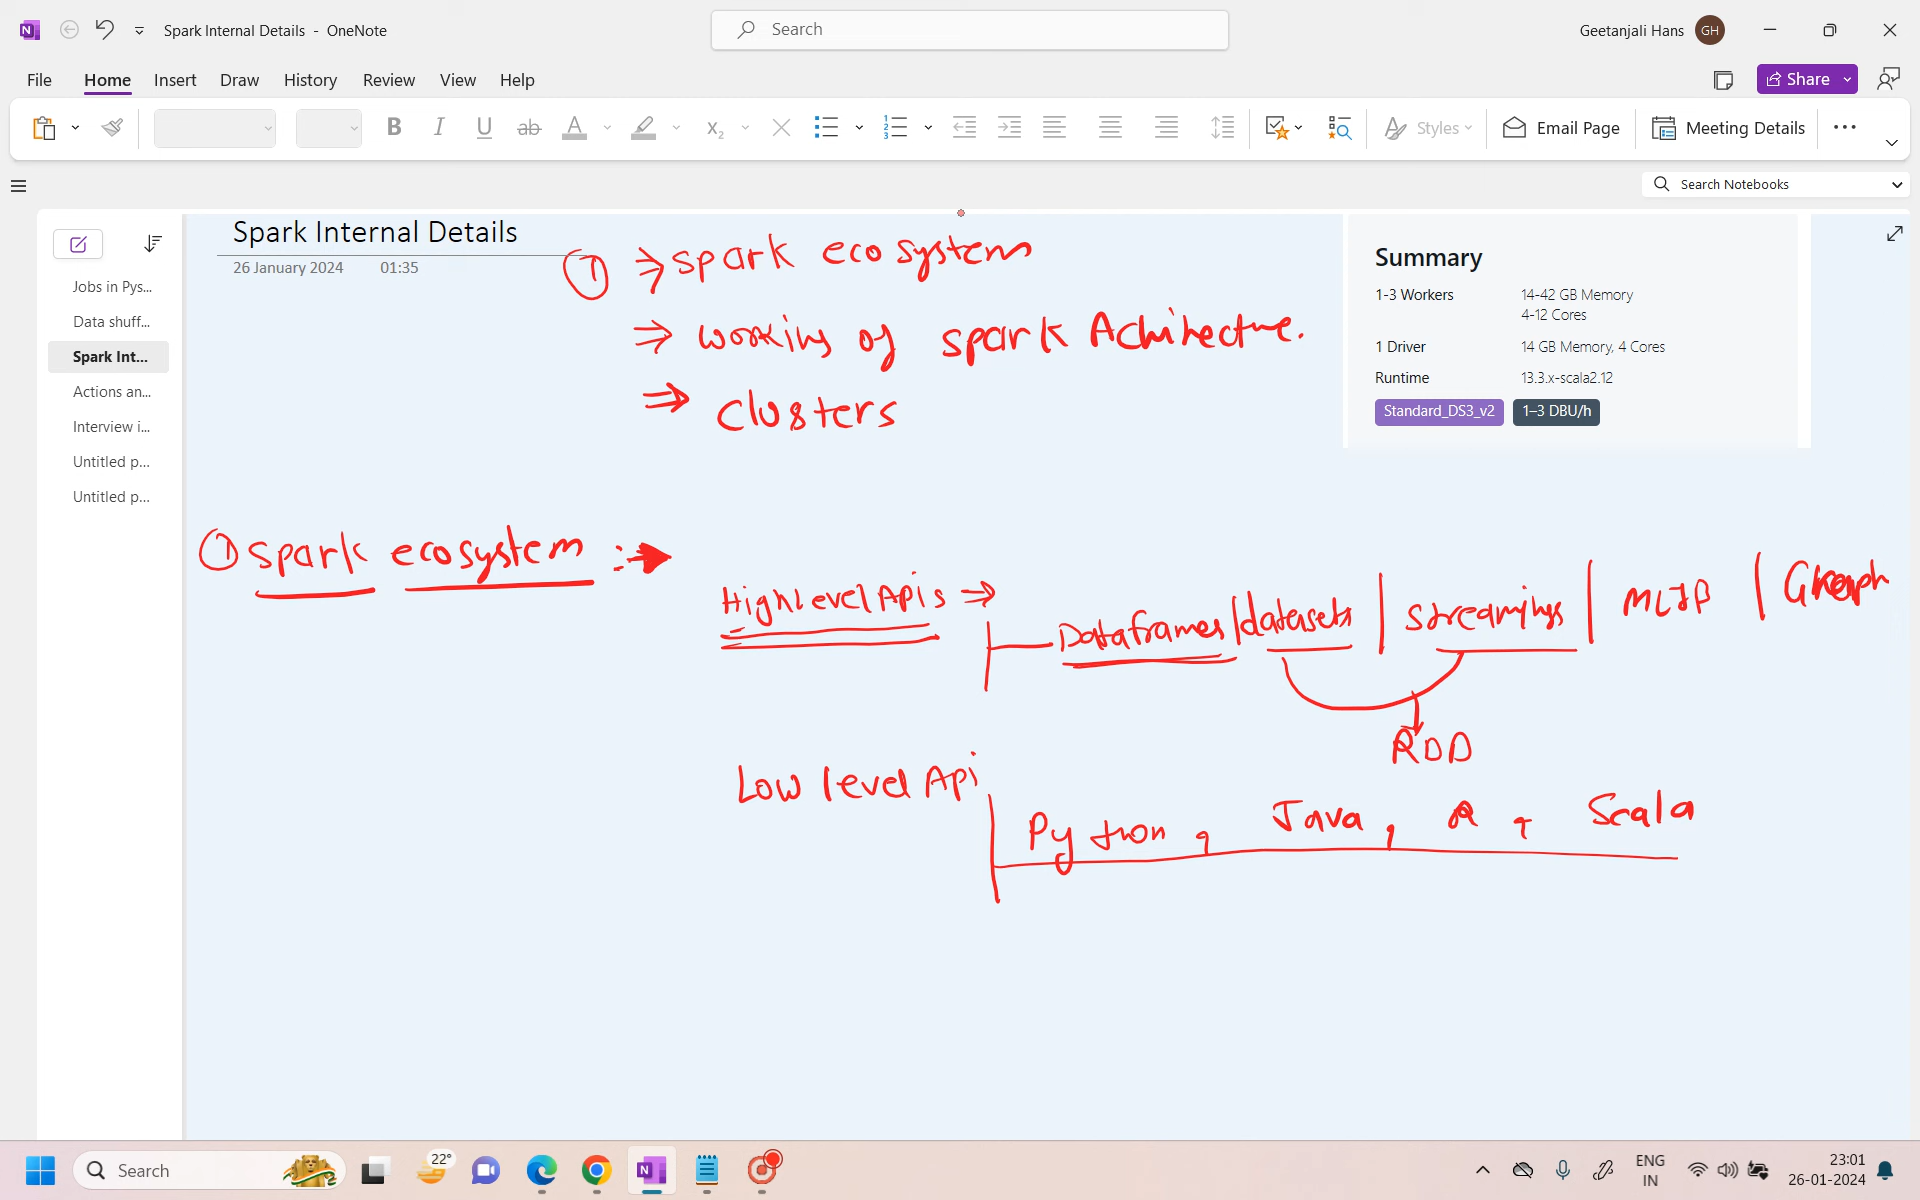 Spark Internal Details - OneNote
Search
Geetanjali Hans
GH
File Home Insert Draw History Review View Help
Share
Styles
Email Page
Meeting Details
Search Notebooks
Jobs in Pys...
Data shuff...
Spark Int...
Actions an...
Interview i...
Untitled p...
Untitled p...
Spark Internal Details
26 January 2024 01:35
① ⇒ spark eco system
⇒ working of spark Achitectre.
⇒ clusters
Summary
1-3 Workers 14-42 GB Memory
4-12 Cores
1 Driver 14 GB Memory, 4 Cores
Runtime 13.3.x-scala2.12
Standard_DS3_v2 1–3 DBU/h
① spark ecosystem :→
High level Apis ⇒
Dataframes/datasets | streamings | MLIB | Graph
RDD
Low level Api
Python, Java, R, Scala
22°
Search
ENG
IN
23:01
26-01-2024